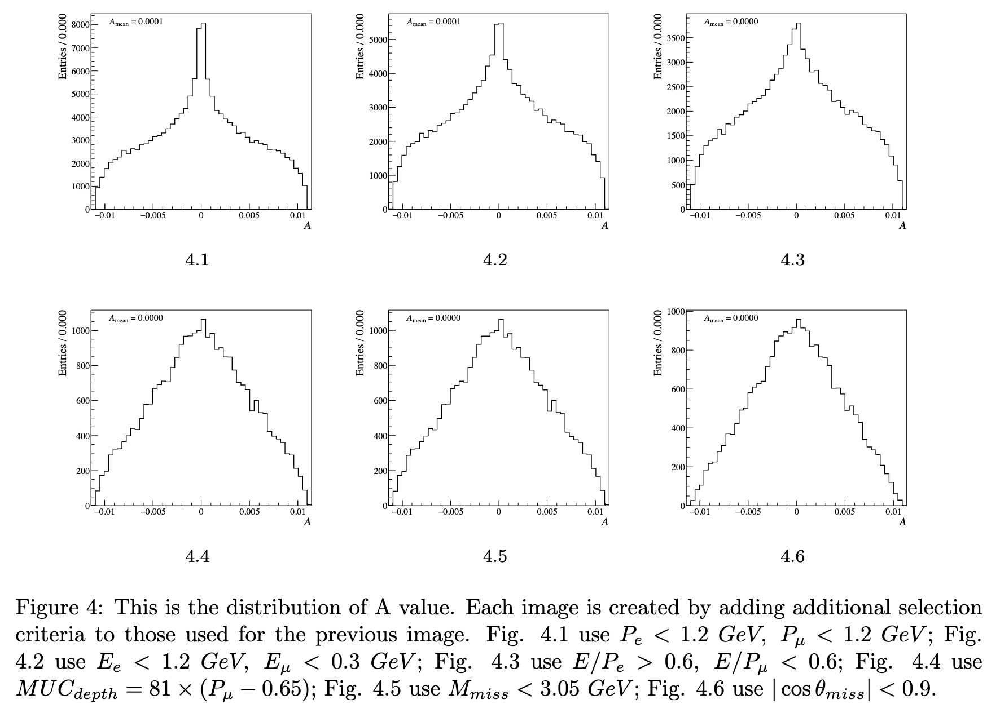 A_mean = 0.0001
Entries / 0.000
8000
7000
6000
5000
4000
3000
2000
1000
0
−0.01 −0.005 0 0.005 0.01
A
4.1
A_mean = 0.0001
Entries / 0.000
5000
4000
3000
2000
1000
0
−0.01 −0.005 0 0.005 0.01
A
4.2
A_mean = 0.0000
Entries / 0.000
3500
3000
2500
2000
1500
1000
500
0
−0.01 −0.005 0 0.005 0.01
A
4.3
A_mean = 0.0000
Entries / 0.000
1000
800
600
400
200
0
−0.01 −0.005 0 0.005 0.01
A
4.4
A_mean = 0.0000
Entries / 0.000
1000
800
600
400
200
0
−0.01 −0.005 0 0.005 0.01
A
4.5
A_mean = 0.0000
Entries / 0.000
1000
800
600
400
200
0
−0.01 −0.005 0 0.005 0.01
A
4.6
Figure 4: This is the distribution of A value. Each image is created by adding additional selection
criteria to those used for the previous image. Fig. 4.1 use P_e < 1.2 GeV, P_μ < 1.2 GeV; Fig.
4.2 use E_e < 1.2 GeV, E_μ < 0.3 GeV; Fig. 4.3 use E/P_e > 0.6, E/P_μ < 0.6; Fig. 4.4 use
MUC_depth = 81 × (P_μ − 0.65); Fig. 4.5 use M_miss < 3.05 GeV; Fig. 4.6 use | cos θ_miss| < 0.9.